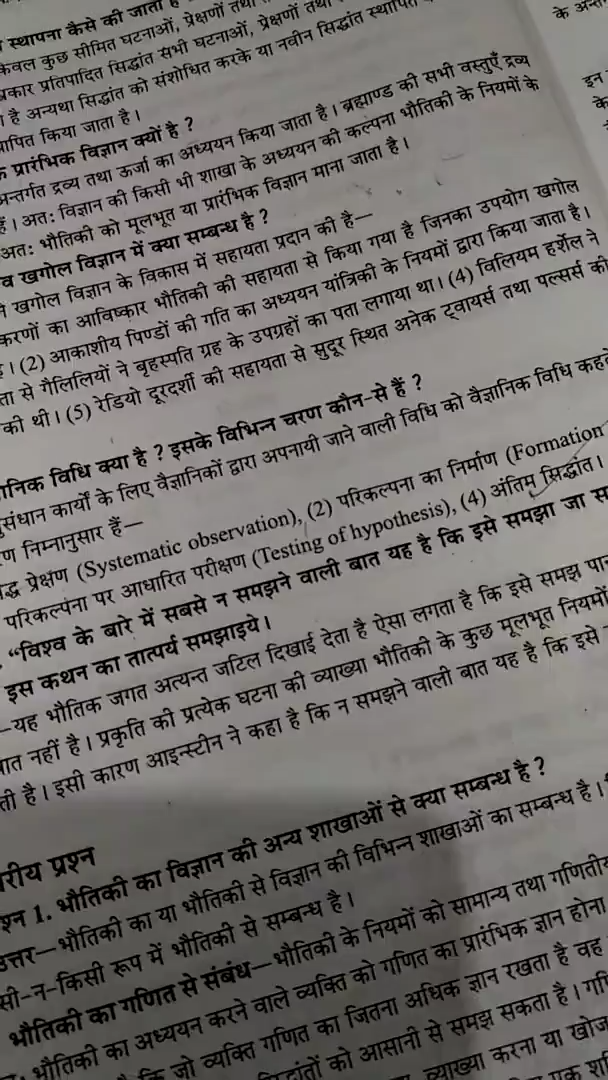 स्थापना कैसे की जाती है
केवल कुछ सीमित घटनाओं, प्रेक्षणों तथा
प्रकार प्रतिपादित सिद्धांत सभी घटनाओं, प्रेक्षणों तथा
है अन्यथा सिद्धांत को संशोधित करके या नवीन सिद्धांत स्थापित
किया जाता है।
प्रारंभिक विज्ञान क्यों है ?
अन्तर्गत द्रव्य तथा ऊर्जा का अध्ययन किया जाता है। ब्रह्माण्ड की सभी वस्तुएँ द्रव्य
हैं। अतः विज्ञान की किसी भी शाखा के अध्ययन की कल्पना भौतिकी के नियमों के
अतः भौतिकी को मूलभूत या प्रारंभिक विज्ञान माना जाता है।
व खगोल विज्ञान में क्या सम्बन्ध है ?
खगोल विज्ञान के विकास में सहायता प्रदान की है—
करणों का आविष्कार भौतिकी की सहायता से किया गया है जिनका उपयोग खगोल
है। (2) आकाशीय पिण्डों की गति का अध्ययन यांत्रिकी के नियमों द्वारा किया जाता है।
ता से गैलिलियों ने बृहस्पति ग्रह के उपग्रहों का पता लगाया था। (4) विलियम हर्शेल ने
की थी। (5) रेडियो दूरदर्शी की सहायता से सुदूर स्थित अनेक ट्वायर्स तथा पल्सर्स की
निक विधि क्या है ? इसके विभिन्न चरण कौन-से हैं ?
संधान कार्यों के लिए वैज्ञानिकों द्वारा अपनायी जाने वाली विधि को वैज्ञानिक विधि कहते
ण निम्नानुसार हैं—
द्ध प्रेक्षण (Systematic observation), (2) परिकल्पना का निर्माण (Formation
परिकल्पना पर आधारित परीक्षण (Testing of hypothesis), (4) अंतिम सिद्धांत।
“विश्व के बारे में सबसे न समझने वाली बात यह है कि इसे समझा जा स
इस कथन का तात्पर्य समझाइये।
—यह भौतिक जगत अत्यन्त जटिल दिखाई देता है ऐसा लगता है कि इसे समझ पा
बात नहीं है। प्रकृति की प्रत्येक घटना की व्याख्या भौतिकी के कुछ मूलभूत नियमों
ती है। इसी कारण आइन्स्टीन ने कहा है कि न समझने वाली बात यह है कि इसे
रीय प्रश्न
श्न 1. भौतिकी का विज्ञान की अन्य शाखाओं से क्या सम्बन्ध है ?
उत्तर—भौतिकी का या भौतिकी से विज्ञान की विभिन्न शाखाओं का सम्बन्ध है।
सी-न-किसी रूप में भौतिकी से सम्बन्ध है।
भौतिकी का गणित से संबंध—भौतिकी के नियमों को सामान्य तथा गणितीय
भौतिकी का अध्ययन करने वाले व्यक्ति को गणित का प्रारंभिक ज्ञान होना
कि जो व्यक्ति गणित का जितना अधिक ज्ञान रखता है वह
को आसानी से समझ सकता है।
व्याख्या करना या खोज
के अन्त
इन
के